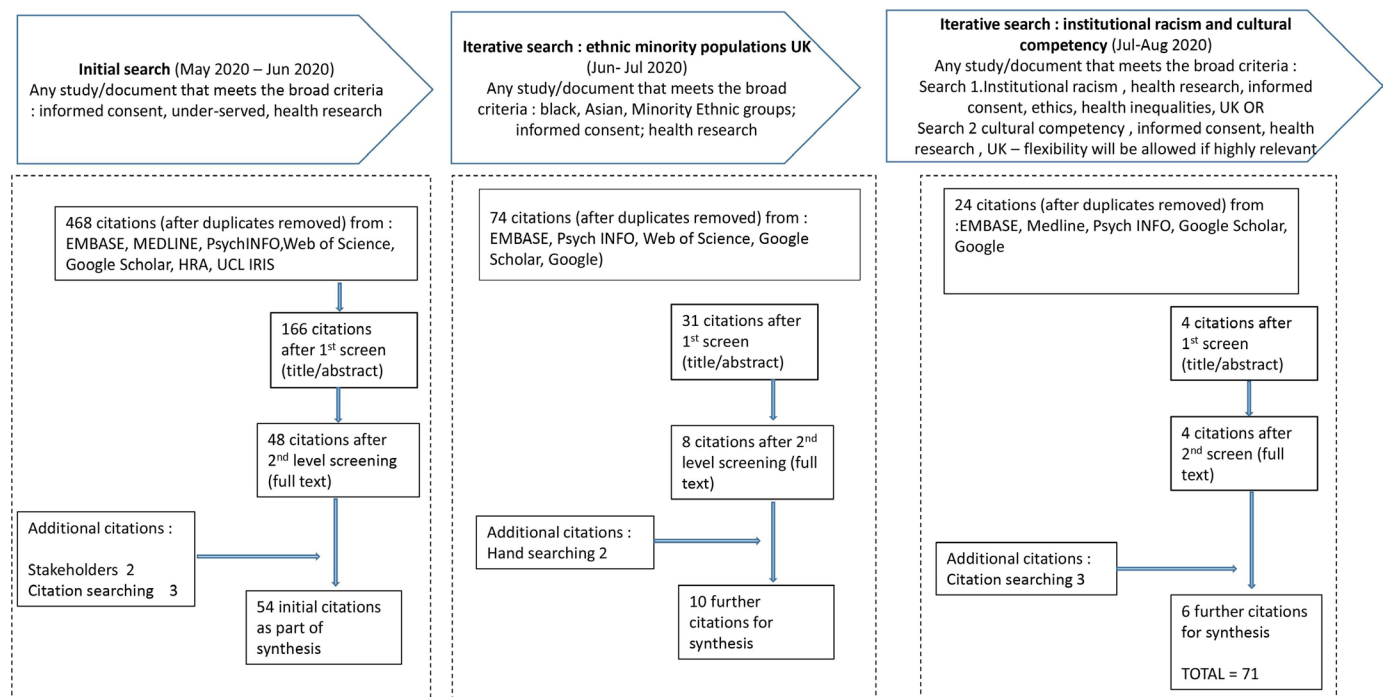 Initial search (May 2020 – Jun 2020)
Any study/document that meets the broad criteria
: informed consent, under-served, health research
Iterative search : ethnic minority populations UK
(Jun- Jul 2020)
Any study/document that meets the broad
criteria : black, Asian, Minority Ethnic groups;
informed consent; health research
Iterative search : institutional racism and cultural
competency (Jul-Aug 2020)
Any study/document that meets the broad criteria :
Search 1.Institutional racism , health research, informed
consent, ethics, health inequalities, UK OR
Search 2 cultural competency , informed consent, health
research , UK – flexibility will be allowed if highly relevant
468 citations (after duplicates removed) from :
EMBASE, MEDLINE, PsychINFO,Web of Science,
Google Scholar, HRA, UCL IRIS
166 citations
after 1st screen
(title/abstract)
48 citations after
2nd level screening
(full text)
Additional citations :
Stakeholders 2
Citation searching 3
54 initial citations
as part of
synthesis
74 citations (after duplicates removed) from :
EMBASE, Psych INFO, Web of Science, Google
Scholar, Google)
31 citations after
1st screen
(title/abstract)
8 citations after 2nd
level screening (full
text)
Additional citations :
Hand searching 2
10 further
citations for
synthesis
24 citations (after duplicates removed) from
:EMBASE, Medline, Psych INFO, Google Scholar,
Google
4 citations after
1st screen
(title/abstract)
4 citations after
2nd screen (full
text)
Additional citations :
Citation searching 3
6 further citations
for synthesis
TOTAL = 71